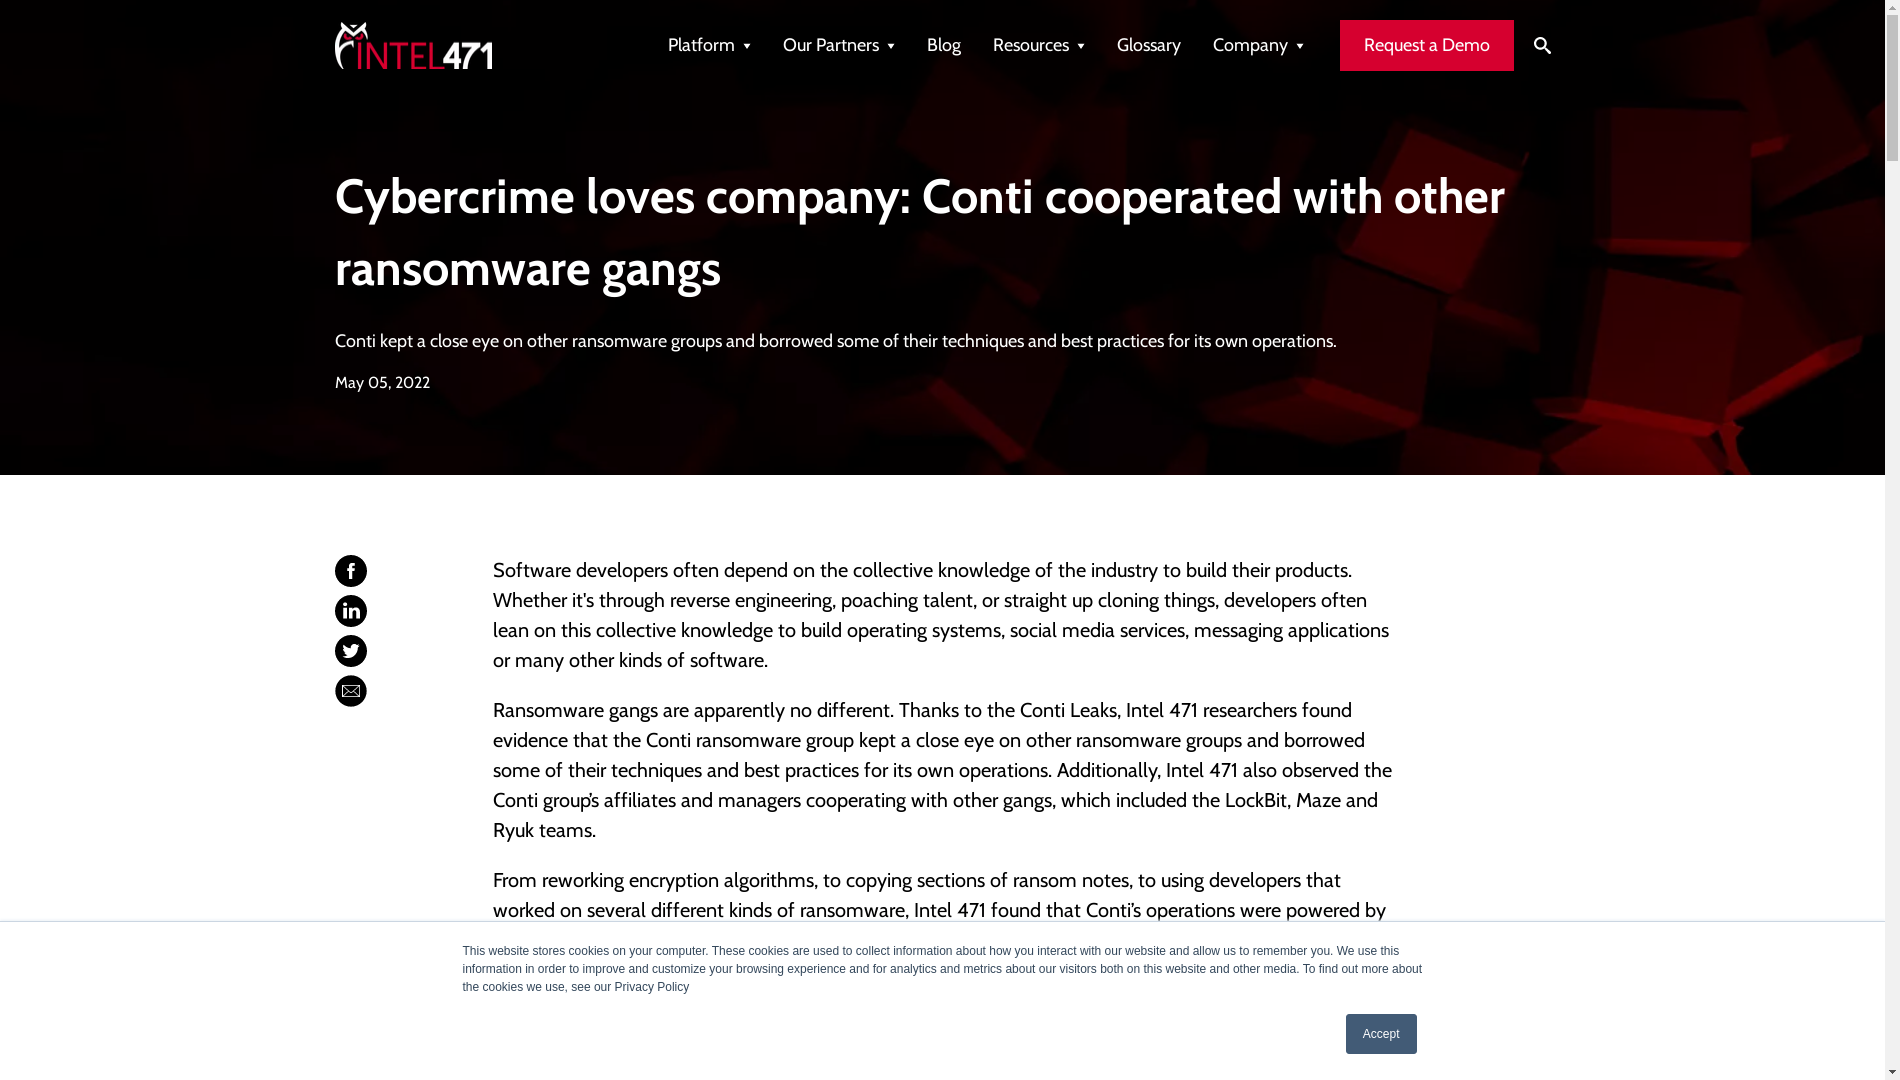 INTEL471
Platform
Our Partners
Blog
Resources
Glossary
Company
Request a Demo
Cybercrime loves company: Conti cooperated with other
ransomware gangs
Conti kept a close eye on other ransomware groups and borrowed some of their techniques and best practices for its own operations.
May 05, 2022
Software developers often depend on the collective knowledge of the industry to build their products.
Whether it's through reverse engineering, poaching talent, or straight up cloning things, developers often
lean on this collective knowledge to build operating systems, social media services, messaging applications
or many other kinds of software.
Ransomware gangs are apparently no different. Thanks to the Conti Leaks, Intel 471 researchers found
evidence that the Conti ransomware group kept a close eye on other ransomware groups and borrowed
some of their techniques and best practices for its own operations. Additionally, Intel 471 also observed the
Conti group’s affiliates and managers cooperating with other gangs, which included the LockBit, Maze and
Ryuk teams.
From reworking encryption algorithms, to copying sections of ransom notes, to using developers that
worked on several different kinds of ransomware, Intel 471 found that Conti’s operations were powered by
This website stores cookies on your computer. These cookies are used to collect information about how you interact with our website and allow us to remember you. We use this
information in order to improve and customize your browsing experience and for analytics and metrics about our visitors both on this website and other media. To find out more about
the cookies we use, see our Privacy Policy
Accept